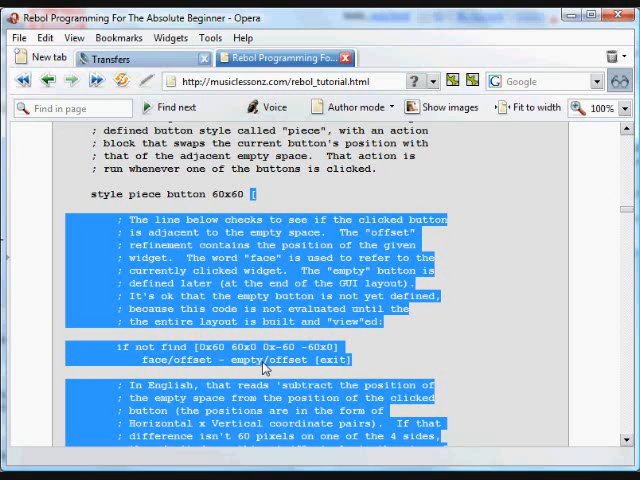 Rebol Programming For The Absolute Beginner - Opera
File Edit View Bookmarks Widgets Tools Help
New tab Transfers Rebol Programming Fo...
http://musiclessonz.com/rebol_tutorial.html ? Google
Find in page Find next Voice Author mode Show images Fit to width 100%
; defined button style called "piece", with an action
; block that swaps the current button's position with
; that of the adjacent empty space. That action is
; run whenever one of the buttons is clicked.
style piece button 60x60 [
; The line below checks to see if the clicked button
; is adjacent to the empty space. The "offset"
; refinement contains the position of the given
; widget. The word "face" is used to refer to the
; currently clicked widget. The "empty" button is
; defined later (at the end of the GUI layout).
; It's ok that the empty button is not yet defined,
; because this code is not evaluated until the
; the entire layout is built and "view"ed:
if not find [0x60 60x0 0x-60 -60x0]
face/offset - empty/offset [exit]
; In English, that reads 'subtract the position of
; the empty space from the position of the clicked
; button (the positions are in the form of
; Horizontal x Vertical coordinate pairs). If that
; difference isn't 60 pixels on one of the 4 sides,